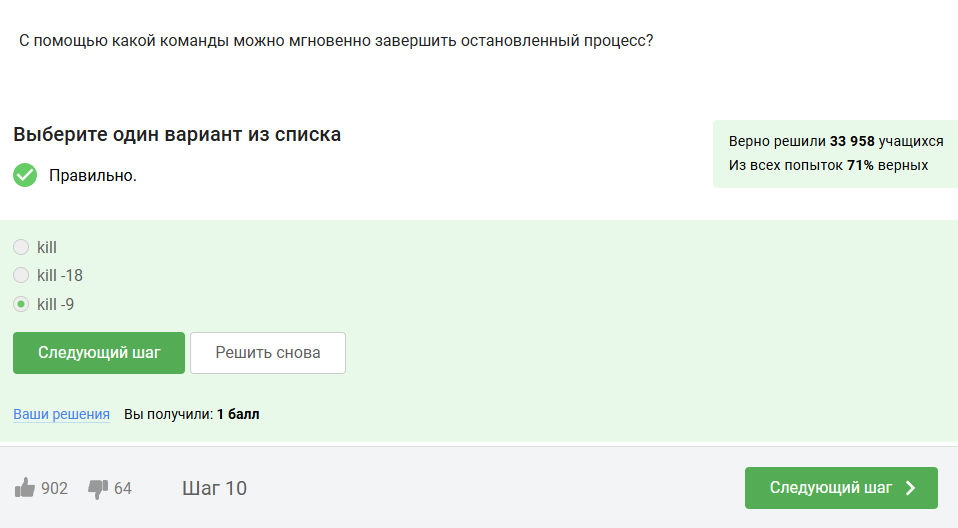 С помощью какой команды можно мгновенно завершить остановленный процесс?
Выберите один вариант из списка
Верно решили 33 958 учащихся
Из всех попыток 71% верных
Правильно.
kill
kill -18
kill -9
Следующий шаг
Решить снова
Ваши решения
Вы получили: 1 балл
902
64
Шаг 10
Следующий шаг